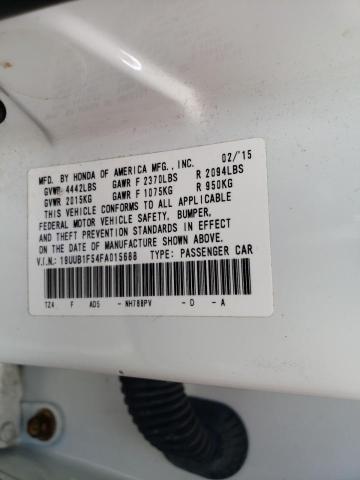 MFD. BY HONDA OF AMERICA MFG., INC. 02/'15
GVWR 4442LBS GAWR F 2370LBS R 2094LBS
GVWR 2015KG GAWR F 1075KG R 950KG
THIS VEHICLE CONFORMS TO ALL APPLICABLE
FEDERAL MOTOR VEHICLE SAFETY, BUMPER,
AND THEFT PREVENTION STANDARDS IN EFFECT
ON THE DATE OF MANUFACTURE SHOWN ABOVE.
V.I.N.: 19UUB1F54FA015688 TYPE: PASSENGER CAR
TZ4 F AD5 -NH788PV -D -A